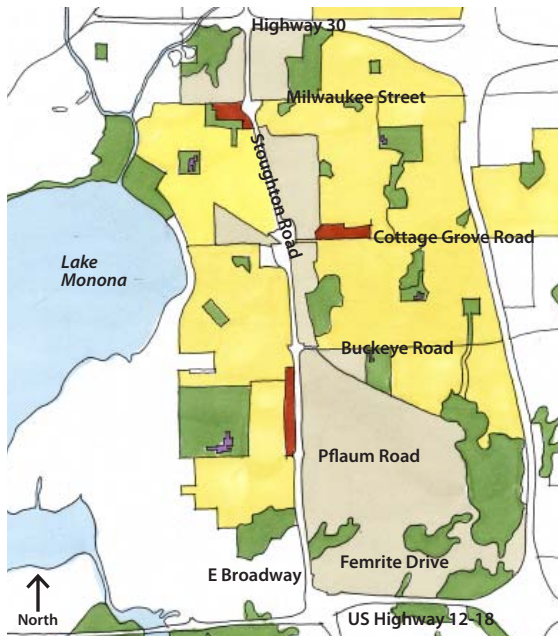 Highway 30
Milwaukee Street
Stoughton Road
Cottage Grove Road
Lake
Monona
Buckeye Road
Pflaum Road
Femrite Drive
E Broadway
North
US Highway 12-18